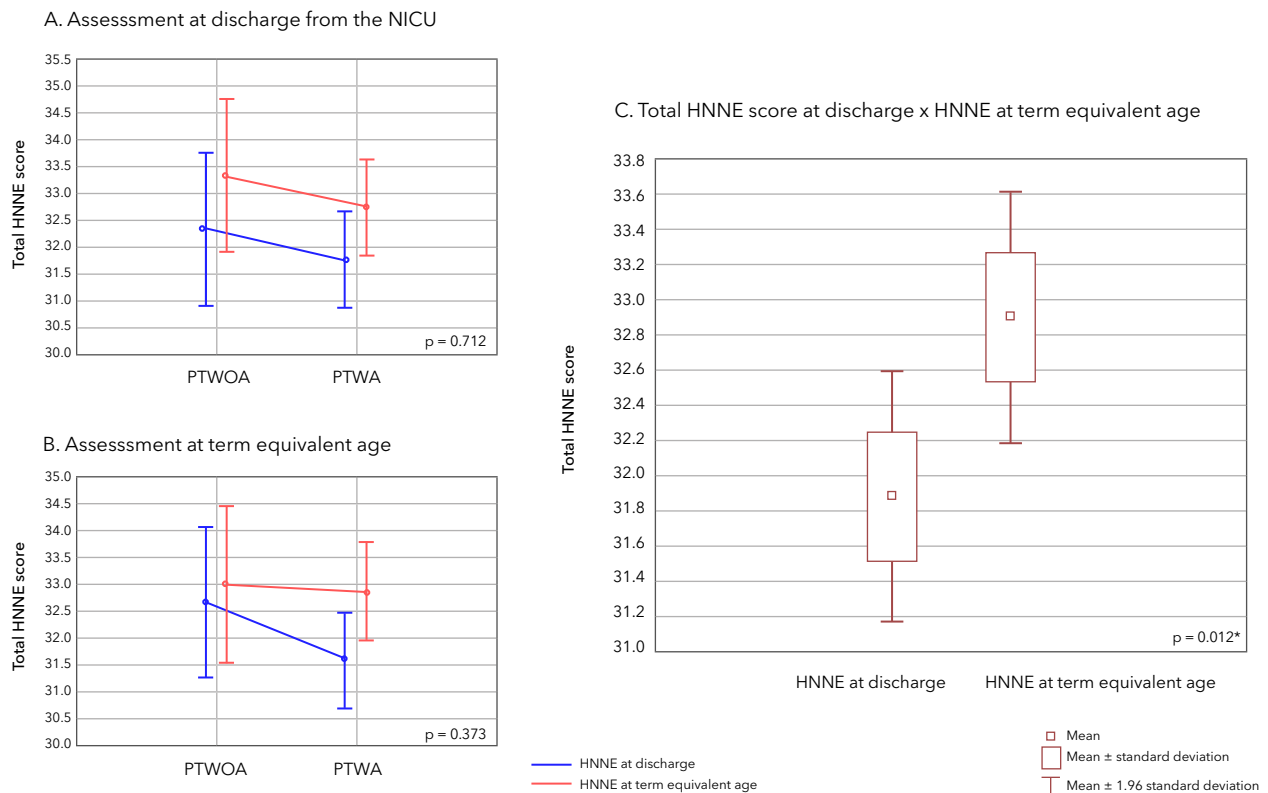 A. Assesssment at discharge from the NICU
35.5
35.0
34.5
34.0
33.5
33.0
32.5
32.0
31.5
31.0
30.5
30.0
Total HNNE score
p = 0.712
PTWOA
PTWA
B. Assesssment at term equivalent age
35.0
34.5
34.0
33.5
33.0
32.5
32.0
31.5
31.0
30.5
30.0
Total HNNE score
p = 0.373
PTWOA
PTWA
HNNE at discharge
HNNE at term equivalent age
C. Total HNNE score at discharge x HNNE at term equivalent age
33.8
33.6
33.4
33.2
33.0
32.8
32.6
32.4
32.2
32.0
31.8
31.6
31.4
31.2
31.0
Total HNNE score
p = 0.012*
HNNE at discharge
HNNE at term equivalent age
Mean
Mean ± standard deviation
Mean ± 1.96 standard deviation